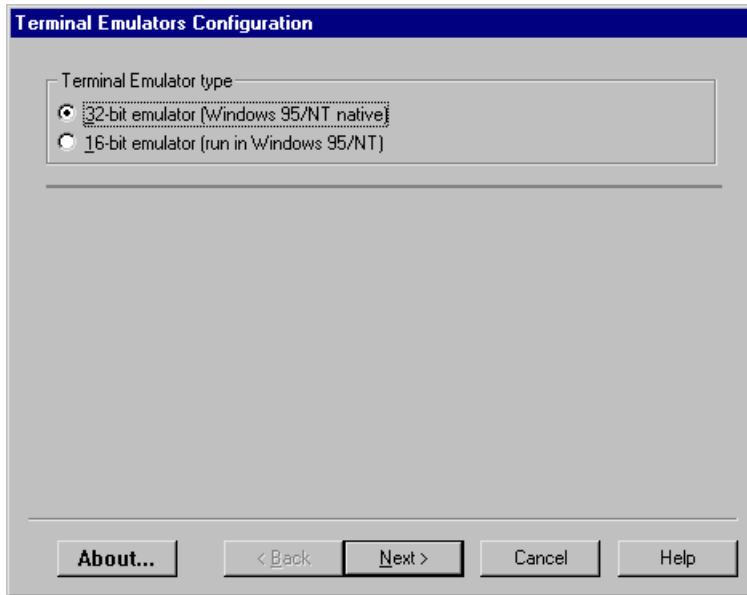 Terminal Emulators Configuration
Terminal Emulator type
32-bit emulator (Windows 95/NT native)
16-bit emulator (run in Windows 95/NT)
About... < Back Next > Cancel Help